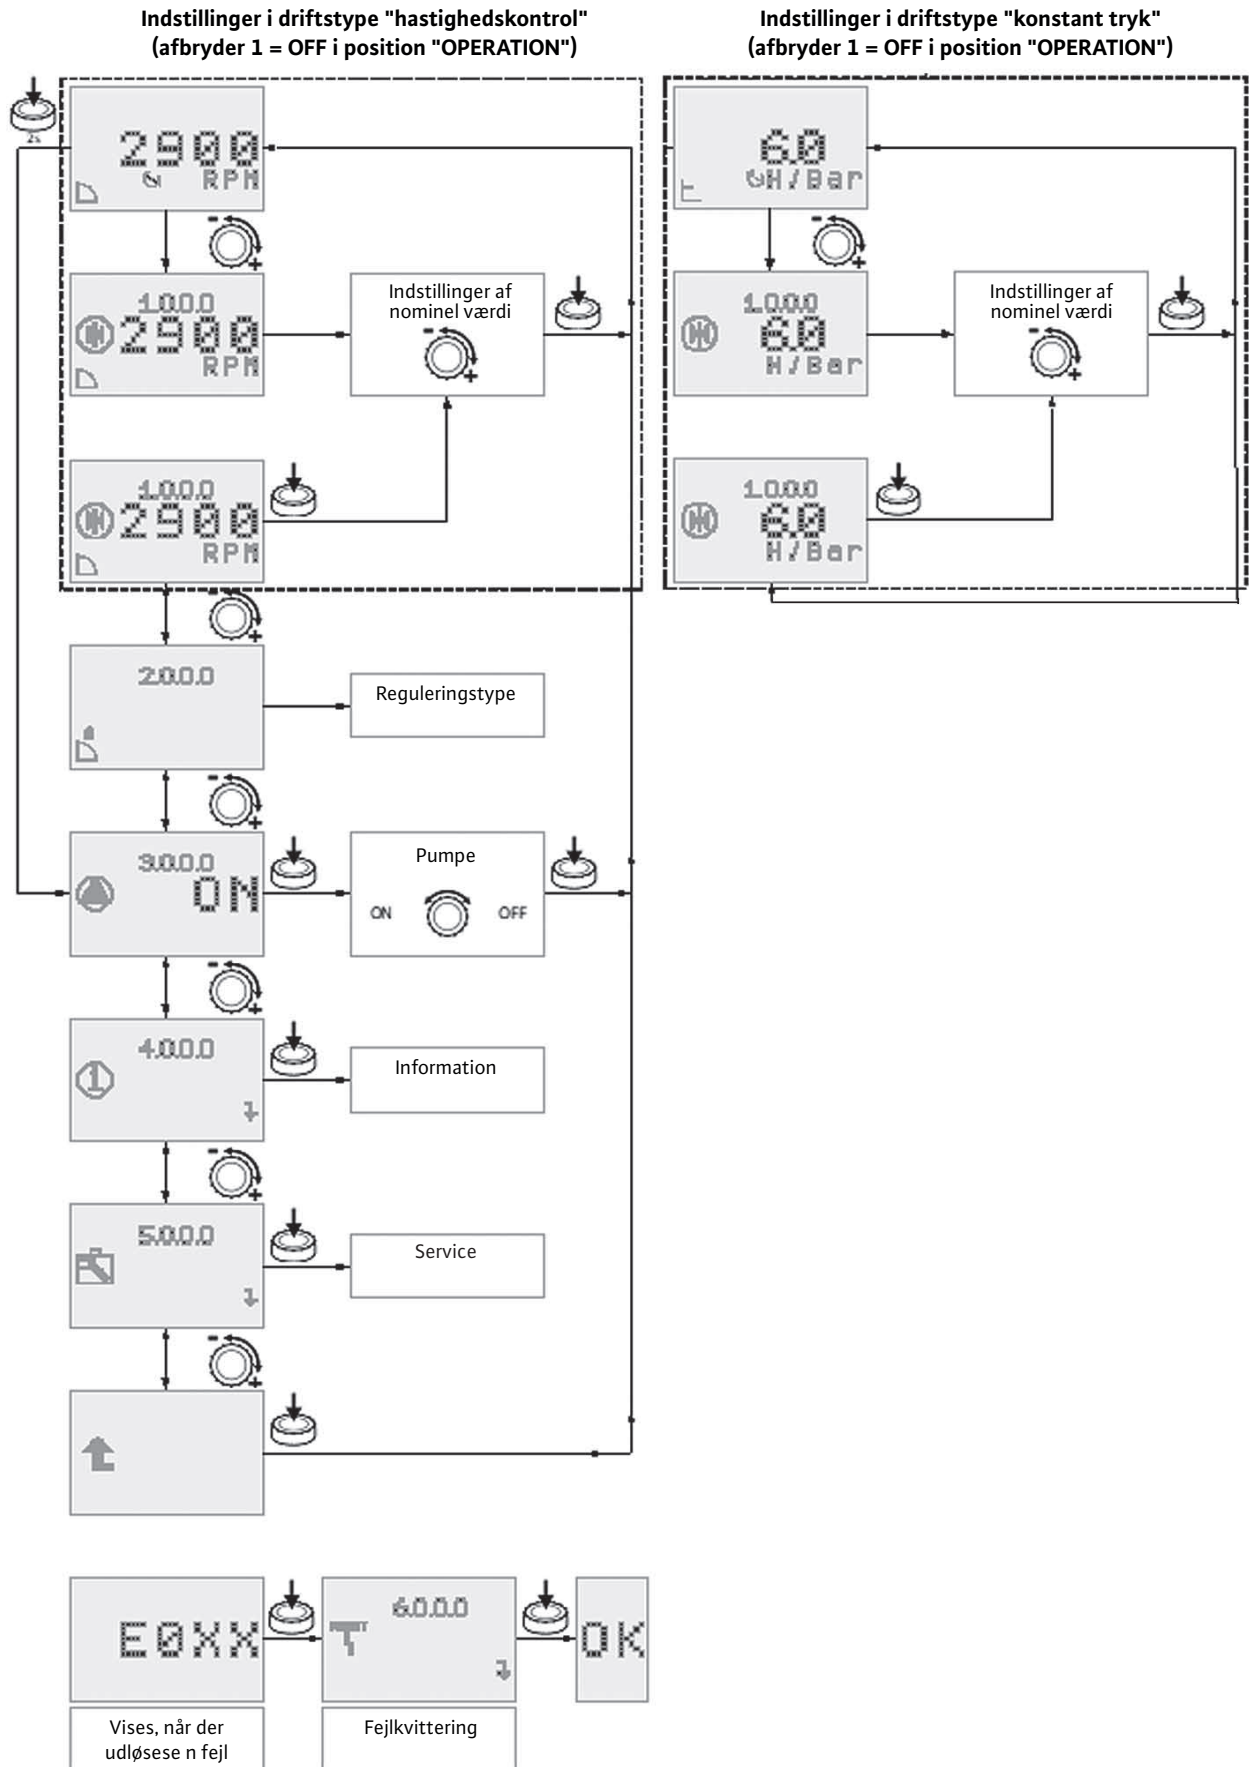 Indstillinger i driftstype "hastighedskontrol"
(afbryder 1 = OFF i position "OPERATION")
2s
2900
RPM
1.0.0.0
2900
RPM
Indstillinger af
nominel værdi
- +
1.0.0.0
2900
RPM
Indstillinger i driftstype "konstant tryk"
(afbryder 1 = OFF i position "OPERATION")
6.0
H/Bar
- +
1.0.0.0
6.0
H/Bar
Indstillinger af
nominel værdi
- +
1.0.0.0
6.0
H/Bar
- +
2.0.0.0
Reguleringstype
- +
3.0.0.0
ON
Pumpe
ON OFF
- +
4.0.0.0
Information
- +
5.0.0.0
Service
- +
E0XX
6.0.0.0
OK
Vises, når der
udløsese n fejl
Fejlkvittering